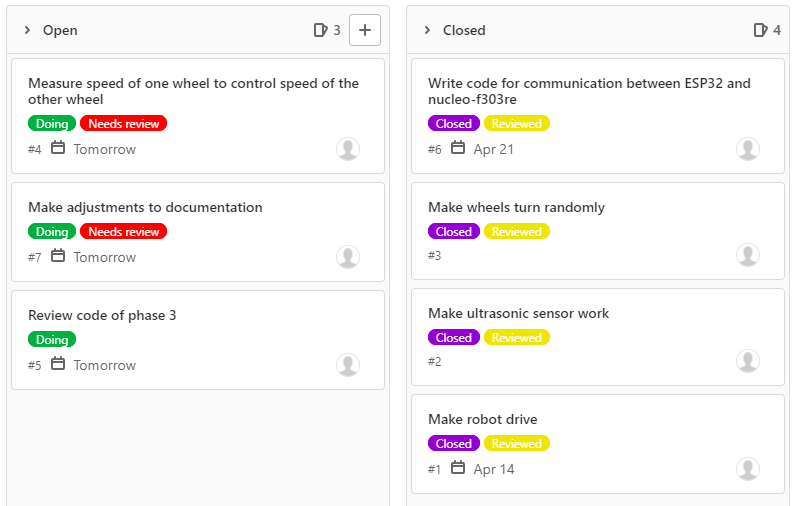 Open
3
Measure speed of one wheel to control speed of the
other wheel
Doing Needs review
#4 Tomorrow
Make adjustments to documentation
Doing Needs review
#7 Tomorrow
Review code of phase 3
Doing
#5 Tomorrow
Closed
4
Write code for communication between ESP32 and
nucleo-f303re
Closed Reviewed
#6 Apr 21
Make wheels turn randomly
Closed Reviewed
#3
Make ultrasonic sensor work
Closed Reviewed
#2
Make robot drive
Closed Reviewed
#1 Apr 14